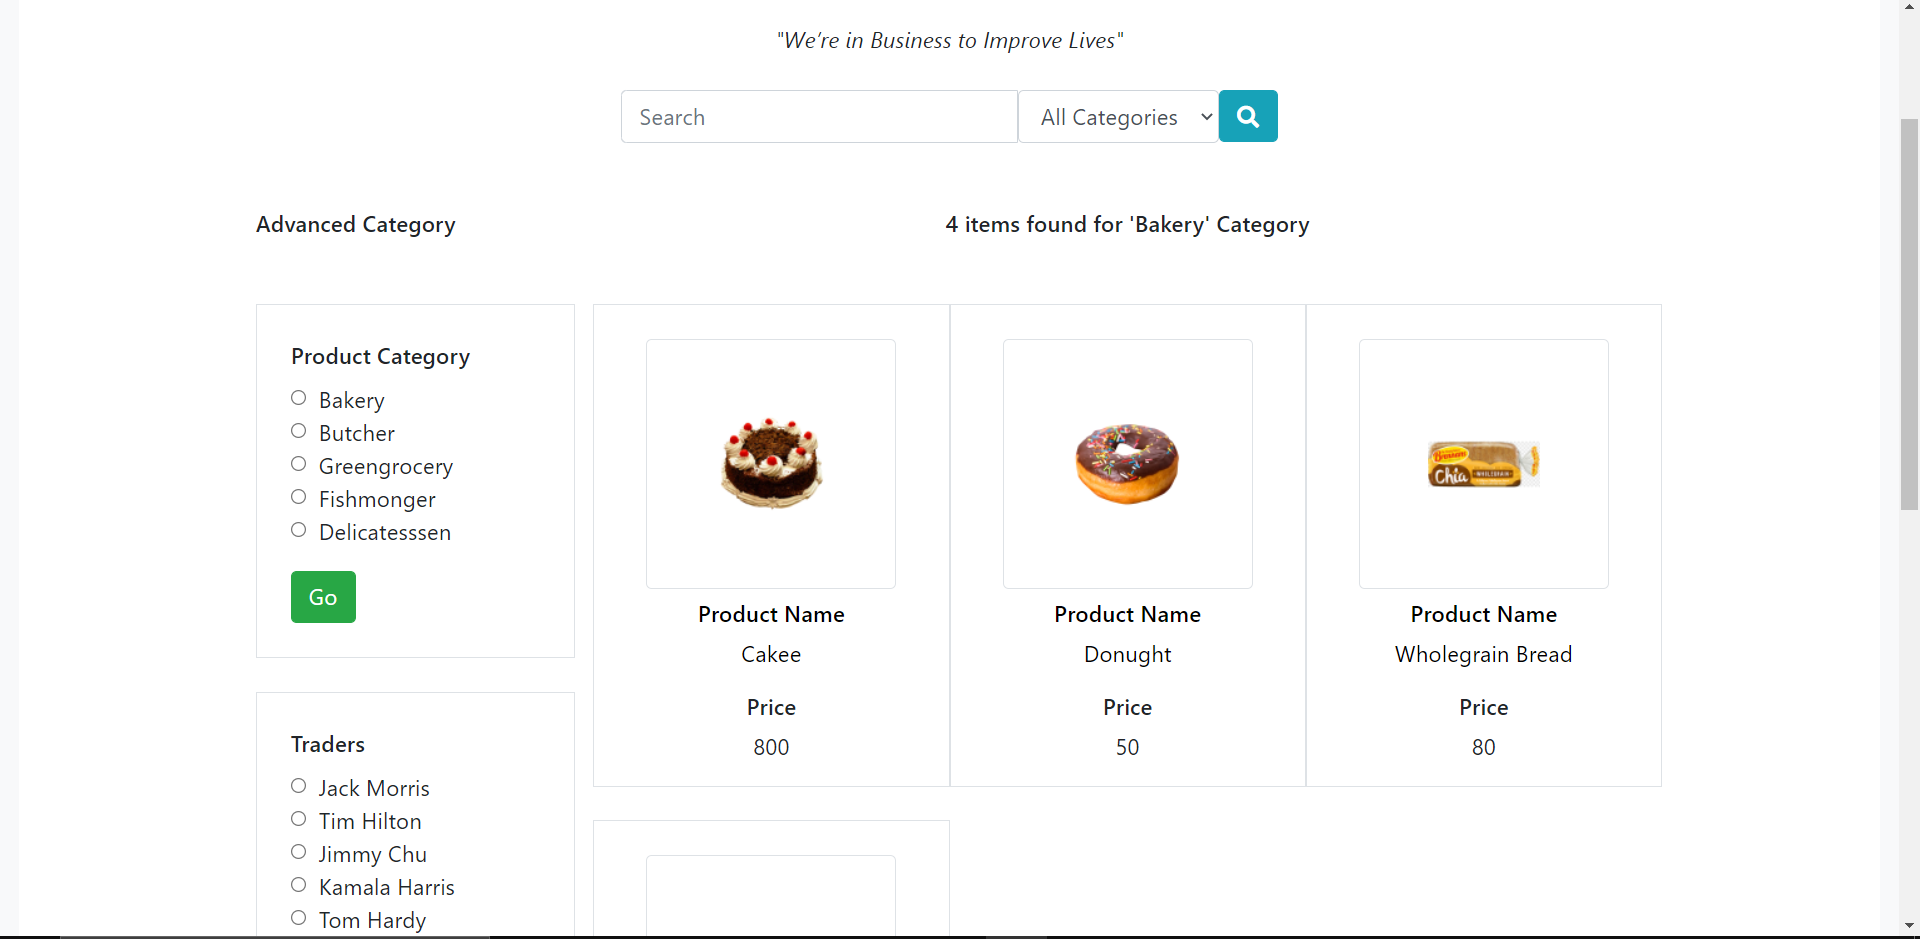 "We’re in Business to Improve Lives"
Search
All Categories
Advanced Category
4 items found for 'Bakery' Category
Product Category
Bakery
Butcher
Greengrocery
Fishmonger
Delicatesssen
Go
Traders
Jack Morris
Tim Hilton
Jimmy Chu
Kamala Harris
Tom Hardy
Product Name
Cakee
Price
800
Product Name
Donught
Price
50
Chia
WHOLEGRAIN
Product Name
Wholegrain Bread
Price
80